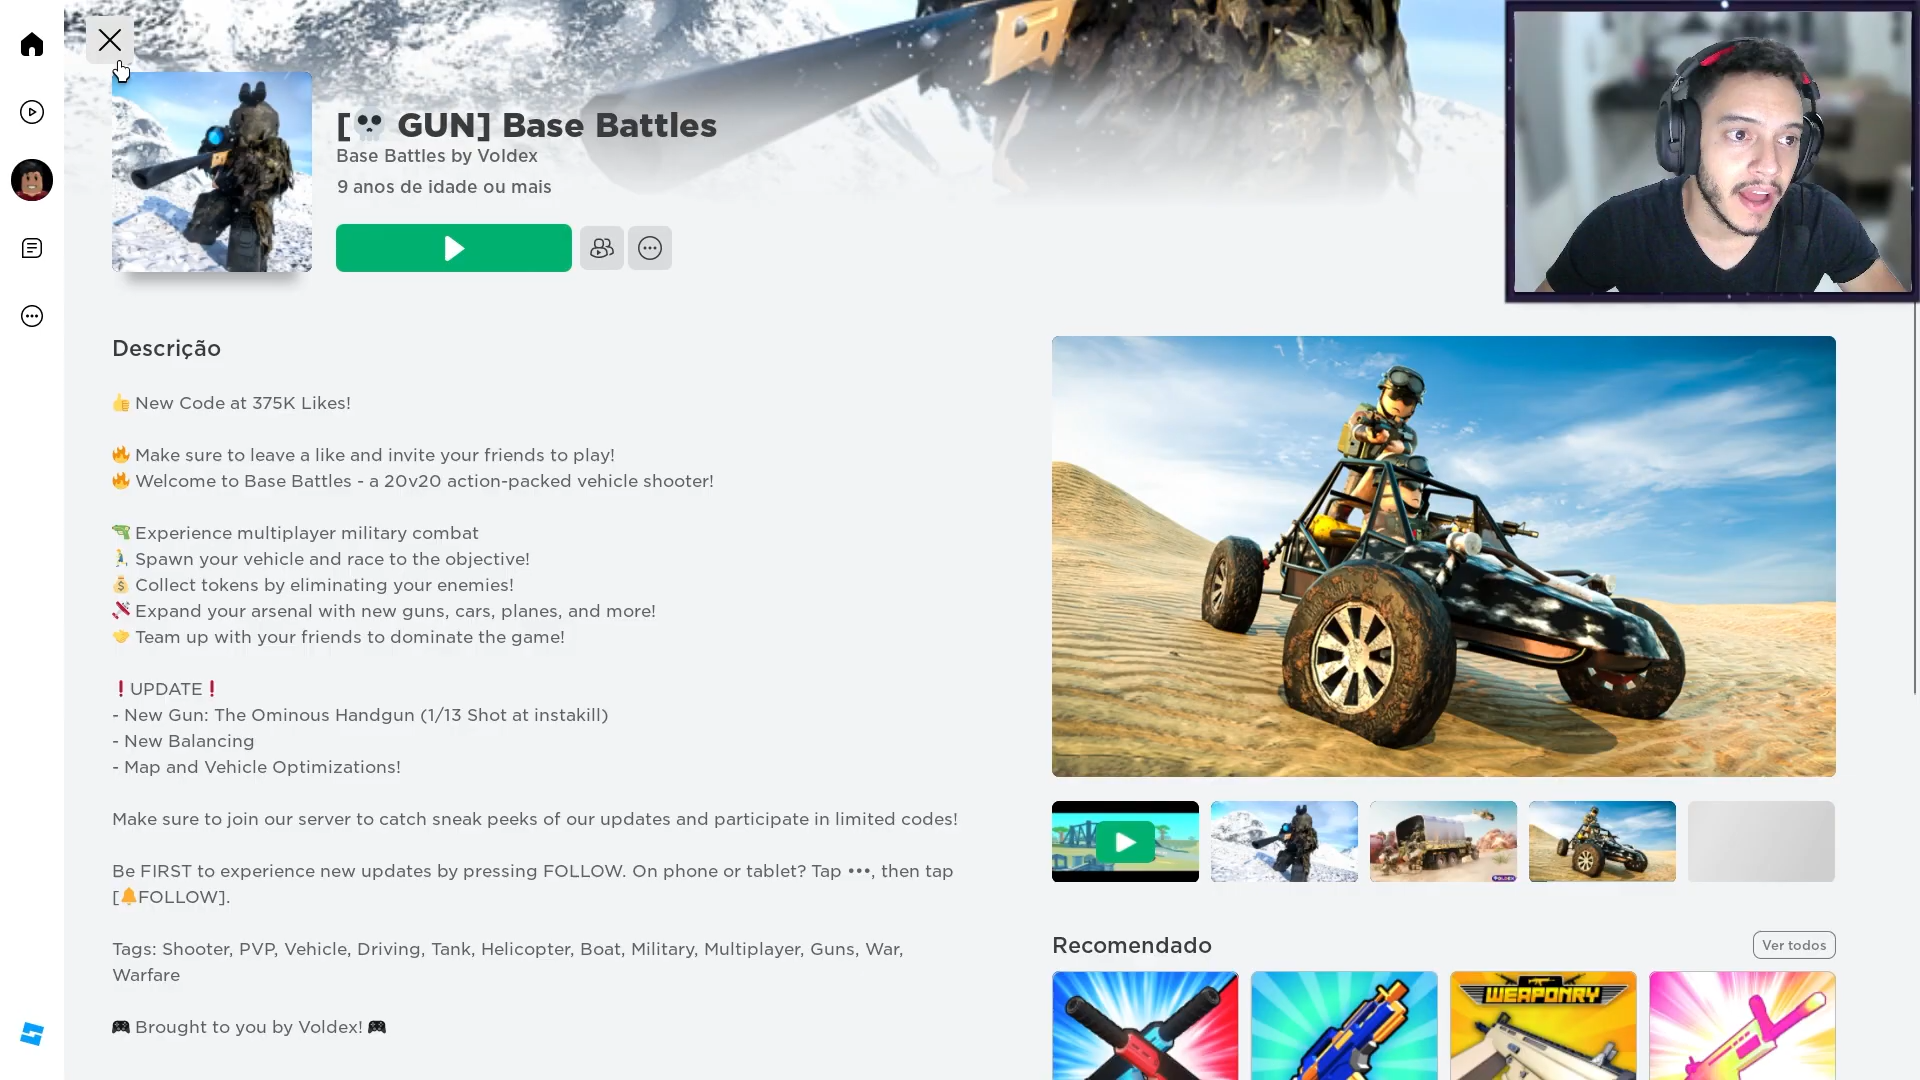 [💀 GUN] Base Battles
Base Battles by Voldex
9 anos de idade ou mais
Descrição
👍 New Code at 375K Likes!
🔥 Make sure to leave a like and invite your friends to play!
🔥 Welcome to Base Battles - a 20v20 action-packed vehicle shooter!
🔫 Experience multiplayer military combat
🏃 Spawn your vehicle and race to the objective!
💰 Collect tokens by eliminating your enemies!
🧨 Expand your arsenal with new guns, cars, planes, and more!
🤝 Team up with your friends to dominate the game!
❗UPDATE❗
- New Gun: The Ominous Handgun (1/13 Shot at instakill)
- New Balancing
- Map and Vehicle Optimizations!
Make sure to join our server to catch sneak peeks of our updates and participate in limited codes!
Be FIRST to experience new updates by pressing FOLLOW. On phone or tablet? Tap •••, then tap
[🔔FOLLOW].
Tags: Shooter, PVP, Vehicle, Driving, Tank, Helicopter, Boat, Military, Multiplayer, Guns, War,
Warfare
🎮 Brought to you by Voldex! 🎮
VOLDEX
Recomendado
Ver todos
WEAPONRY